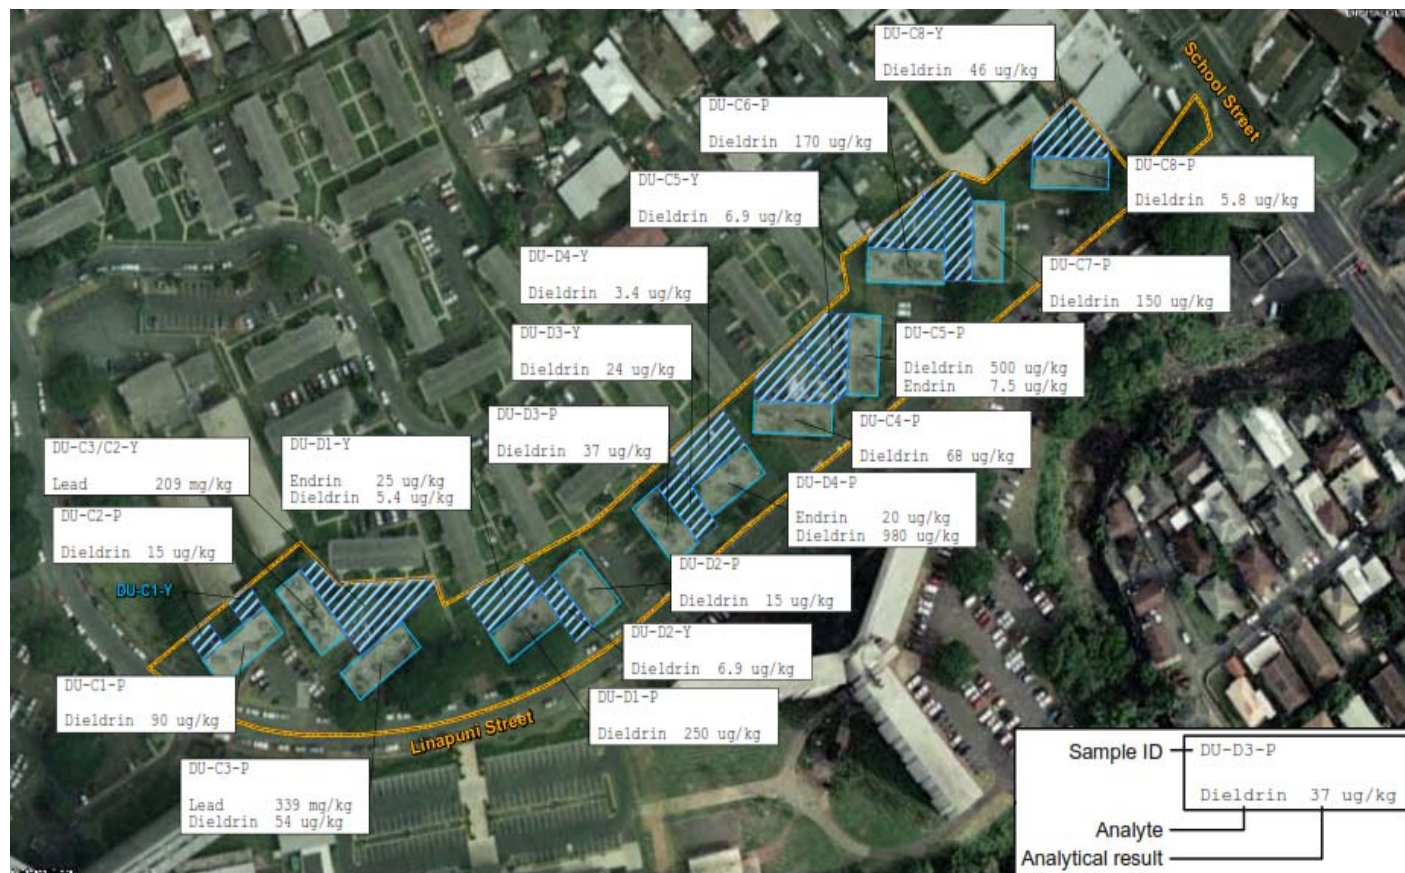 DU-C8-Y
Dieldrin 46 ug/kg
School Street
DU-C6-P
Dieldrin 170 ug/kg
DU-C8-P
Dieldrin 5.8 ug/kg
DU-C5-Y
Dieldrin 6.9 ug/kg
DU-D4-Y
Dieldrin 3.4 ug/kg
DU-C7-P
Dieldrin 150 ug/kg
DU-D3-Y
Dieldrin 24 ug/kg
DU-C5-P
Dieldrin 500 ug/kg
Endrin 7.5 ug/kg
DU-D3-P
Dieldrin 37 ug/kg
DU-C4-P
Dieldrin 68 ug/kg
DU-C3/C2-Y
Lead 209 mg/kg
DU-D1-Y
Endrin 25 ug/kg
Dieldrin 5.4 ug/kg
DU-D4-P
Endrin 20 ug/kg
Dieldrin 980 ug/kg
DU-C2-P
Dieldrin 15 ug/kg
DU-D2-P
Dieldrin 15 ug/kg
DU-C1-Y
DU-D2-Y
Dieldrin 6.9 ug/kg
DU-C1-P
Dieldrin 90 ug/kg
DU-D1-P
Dieldrin 250 ug/kg
Linapuni Street
DU-C3-P
Lead 339 mg/kg
Dieldrin 54 ug/kg
Sample ID
DU-D3-P
Dieldrin 37 ug/kg
Analyte
Analytical result